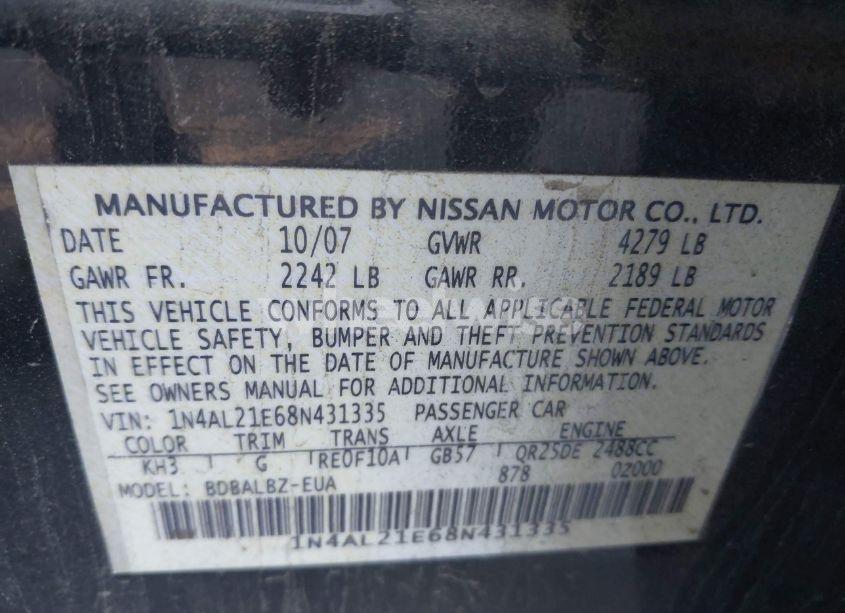 MANUFACTURED BY NISSAN MOTOR CO., LTD.
DATE 10/07 GVWR 4279 LB
GAWR FR. 2242 LB GAWR RR. 2189 LB
THIS VEHICLE CONFORMS TO ALL APPLICABLE FEDERAL MOTOR
VEHICLE SAFETY, BUMPER AND THEFT PREVENTION STANDARDS
IN EFFECT ON THE DATE OF MANUFACTURE SHOWN ABOVE.
SEE OWNERS MANUAL FOR ADDITIONAL INFORMATION.
VIN: 1N4AL21E68N431335 PASSENGER CAR
COLOR TRIM TRANS AXLE ENGINE
KH3 G RE0F10A GB57 QR25DE 2488CC
878 02000
MODEL: BDBALBZ-EUA
1N4AL21E68N431335